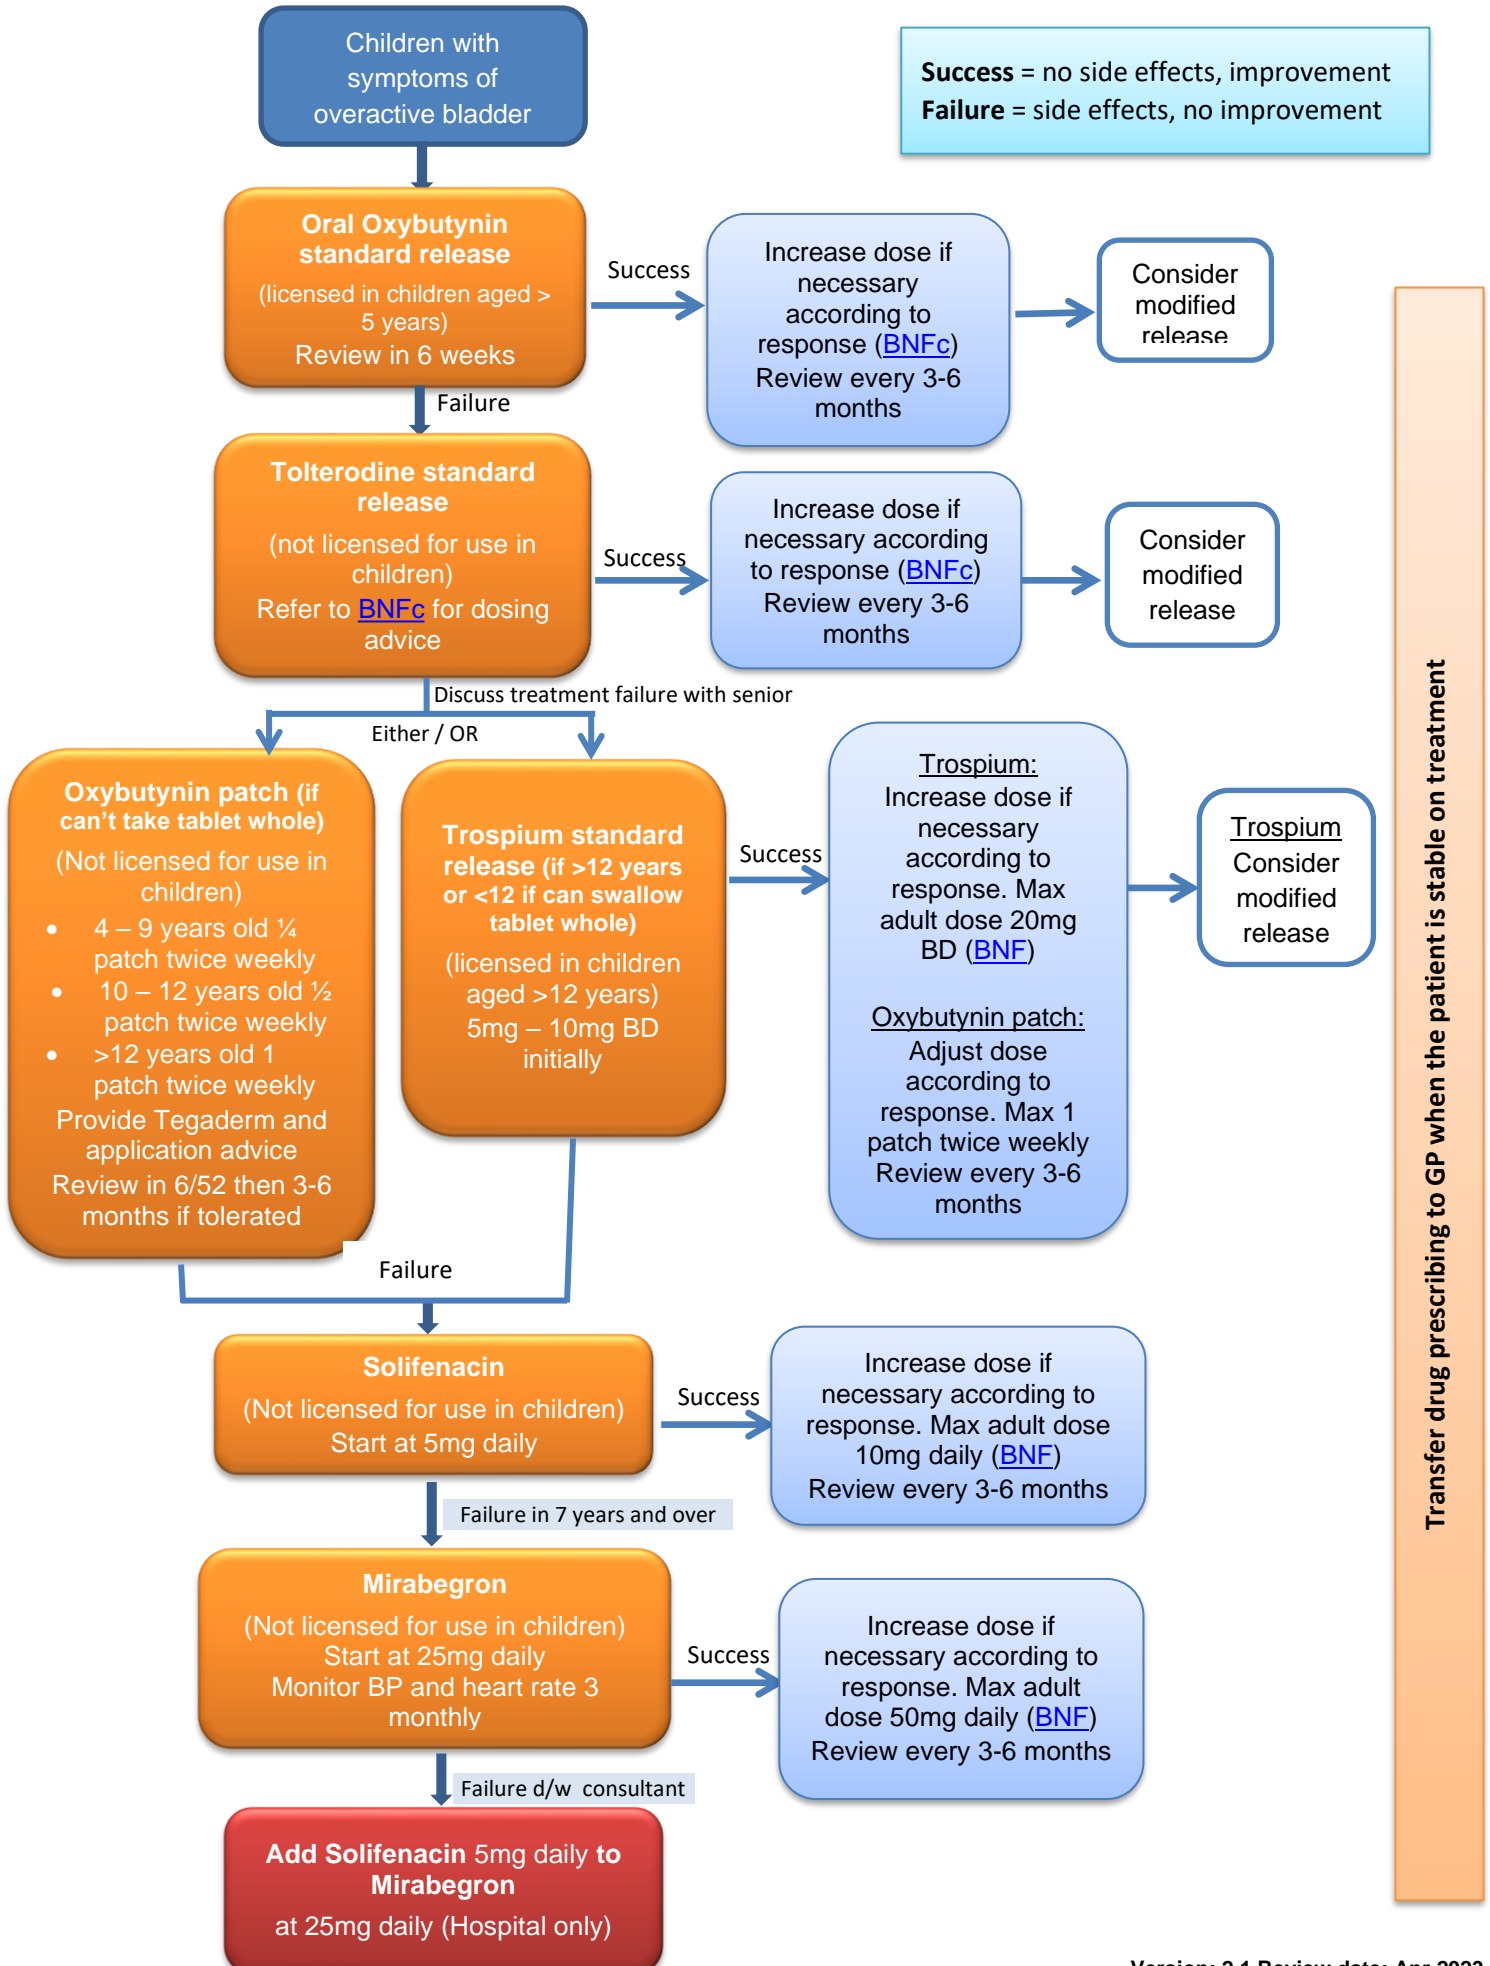 Children with
symptoms of
overactive bladder
Success = no side effects, improvement
Failure = side effects, no improvement
Oral Oxybutynin
standard release
(licensed in children aged >
5 years)
Review in 6 weeks
Success
Increase dose if
necessary
according to
response (BNFc)
Review every 3-6
months
Consider
modified
release
Failure
Tolterodine standard
release
(not licensed for use in
children)
Refer to BNFc for dosing
advice
Success
Increase dose if
necessary according
to response (BNFc)
Review every 3-6
months
Consider
modified
release
Discuss treatment failure with senior
Either / OR
Oxybutynin patch (if
can't take tablet whole)
(Not licensed for use in
children)
• 4 – 9 years old ¼
patch twice weekly
• 10 – 12 years old ½
patch twice weekly
• >12 years old 1
patch twice weekly
Provide Tegaderm and
application advice
Review in 6/52 then 3-6
months if tolerated
Trospium standard
release (if >12 years
or <12 if can swallow
tablet whole)
(licensed in children
aged >12 years)
5mg – 10mg BD
initially
Success
Trospium:
Increase dose if
necessary
according to
response. Max
adult dose 20mg
BD (BNF)
Oxybutynin patch:
Adjust dose
according to
response. Max 1
patch twice weekly
Review every 3-6
months
Trospium
Consider
modified
release
Failure
Solifenacin
(Not licensed for use in children)
Start at 5mg daily
Success
Increase dose if
necessary according to
response. Max adult dose
10mg daily (BNF)
Review every 3-6 months
Failure in 7 years and over
Mirabegron
(Not licensed for use in children)
Start at 25mg daily
Monitor BP and heart rate 3
monthly
Success
Increase dose if
necessary according to
response. Max adult
dose 50mg daily (BNF)
Review every 3-6 months
Failure d/w consultant
Add Solifenacin 5mg daily to
Mirabegron
at 25mg daily (Hospital only)
Transfer drug prescribing to GP when the patient is stable on treatment
Version: 2.1 Review date: Apr 2023